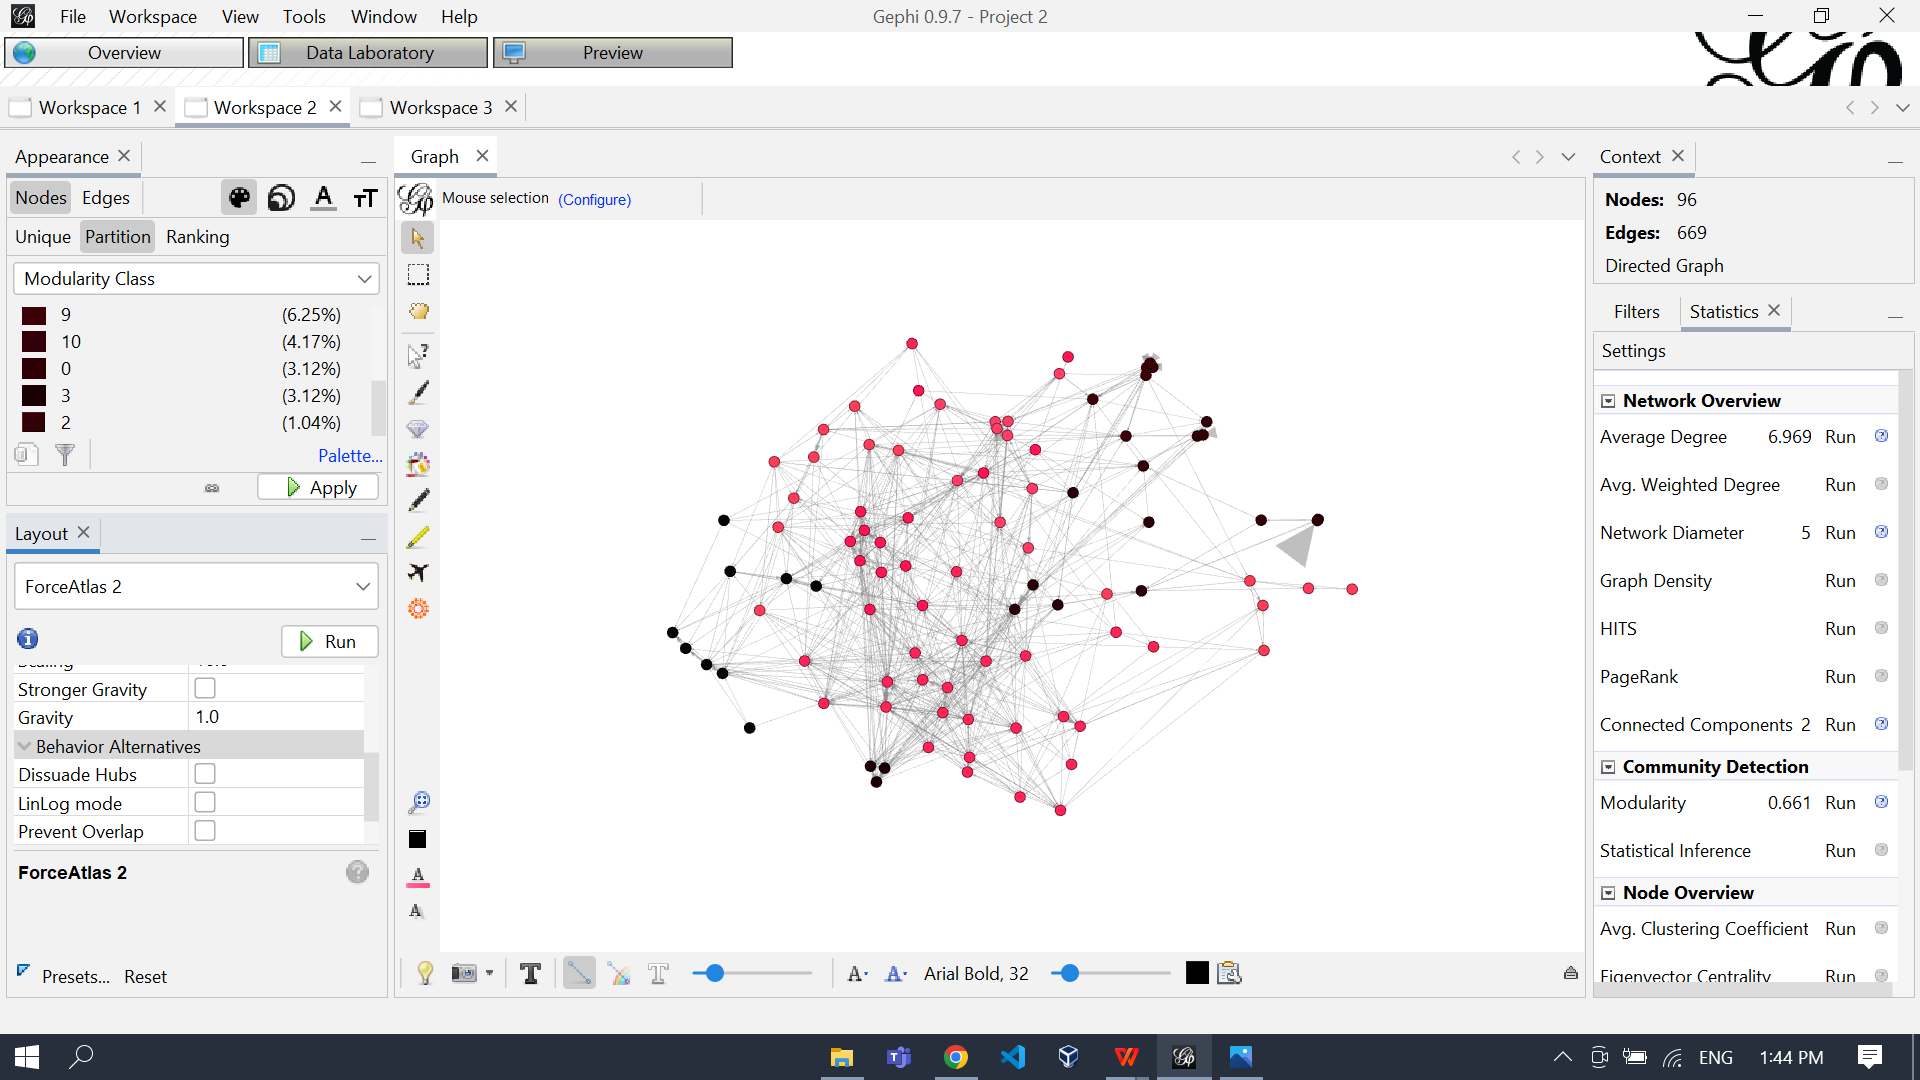 File Workspace View Tools Window Help
Gephi 0.9.7 - Project 2
Overview Data Laboratory Preview
Workspace 1 Workspace 2 Workspace 3
Appearance
Nodes Edges
Unique Partition Ranking
Modularity Class
9 (6.25%)
10 (4.17%)
0 (3.12%)
3 (3.12%)
2 (1.04%)
Palette...
Apply
Layout
ForceAtlas 2
Run
Scaling
Stronger Gravity
Gravity 1.0
Behavior Alternatives
Dissuade Hubs
LinLog mode
Prevent Overlap
ForceAtlas 2
Presets... Reset
Graph
Mouse selection (Configure)
Arial Bold, 32
Context
Nodes: 96
Edges: 669
Directed Graph
Filters Statistics
Settings
Network Overview
Average Degree 6.969 Run
Avg. Weighted Degree Run
Network Diameter 5 Run
Graph Density Run
HITS Run
PageRank Run
Connected Components 2 Run
Community Detection
Modularity 0.661 Run
Statistical Inference Run
Node Overview
Avg. Clustering Coefficient Run
Eigenvector Centrality Run
ENG 1:44 PM